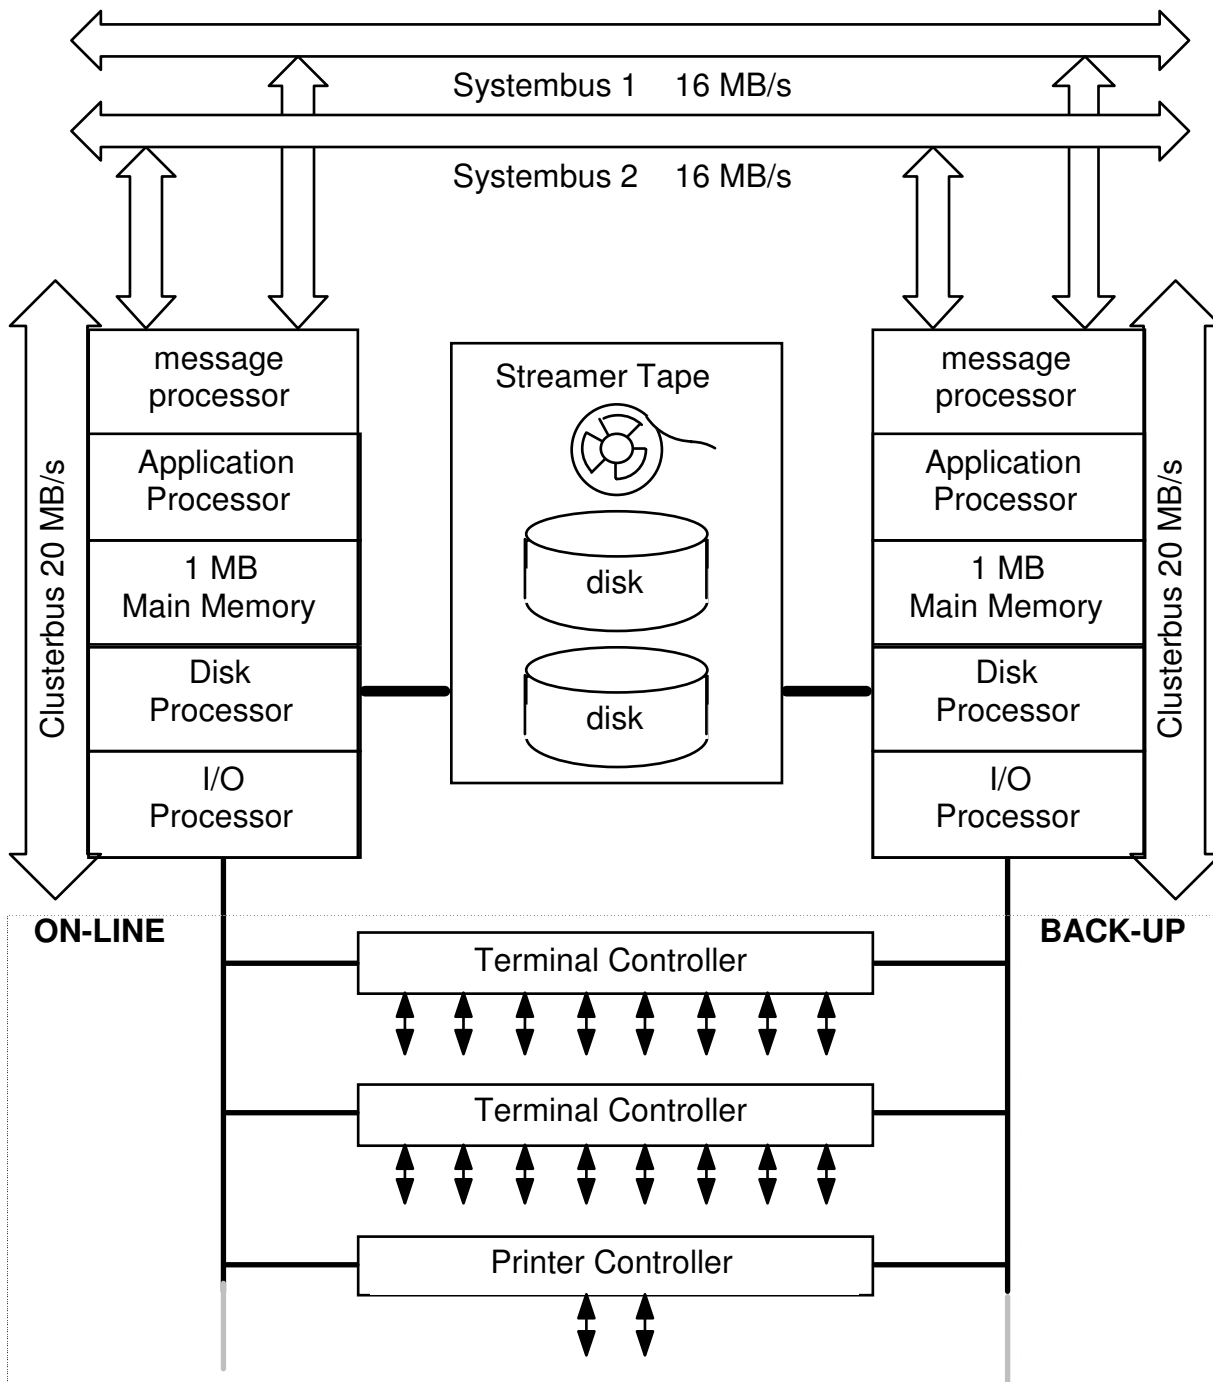 Systembus 1 16 MB/s
Systembus 2 16 MB/s
Clusterbus 20 MB/s
message
processor
Application
Processor
1 MB
Main Memory
Disk
Processor
I/O
Processor
Streamer Tape
disk
disk
message
processor
Application
Processor
1 MB
Main Memory
Disk
Processor
I/O
Processor
Clusterbus 20 MB/s
ON-LINE
BACK-UP
Terminal Controller
Terminal Controller
Printer Controller